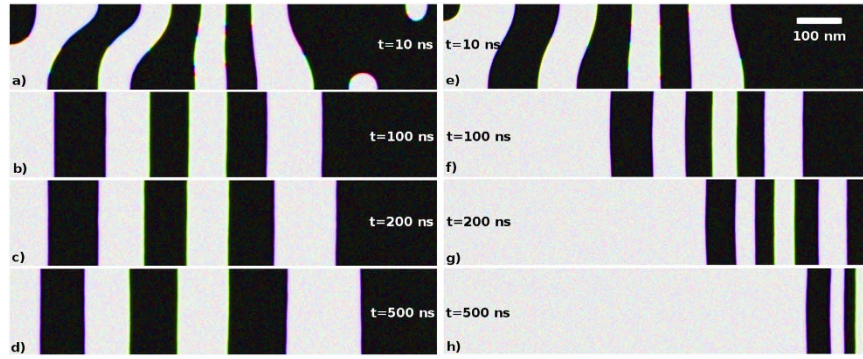 t=10 ns
a)
t=100 ns
b)
t=200 ns
c)
t=500 ns
d)
t=10 ns
100 nm
e)
t=100 ns
f)
t=200 ns
g)
t=500 ns
h)